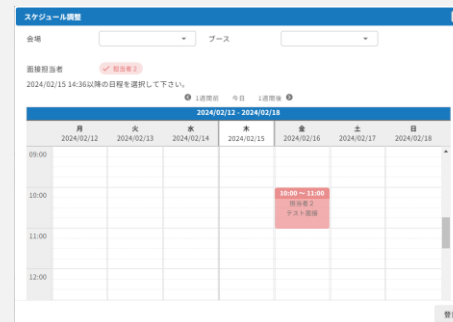 スケジュール調整
会場 ブース
面接担当者 担当者2
2024/02/15 14:36以降の日程を選択して下さい。
1週間前 今日 1週間後
2024/02/12 - 2024/02/18
月 火 水 木 金 土 日
2024/02/12 2024/02/13 2024/02/14 2024/02/15 2024/02/16 2024/02/17 2024/02/18
09:00
10:00 10:00 ~ 11:00
担当者2
テスト面接
11:00
12:00